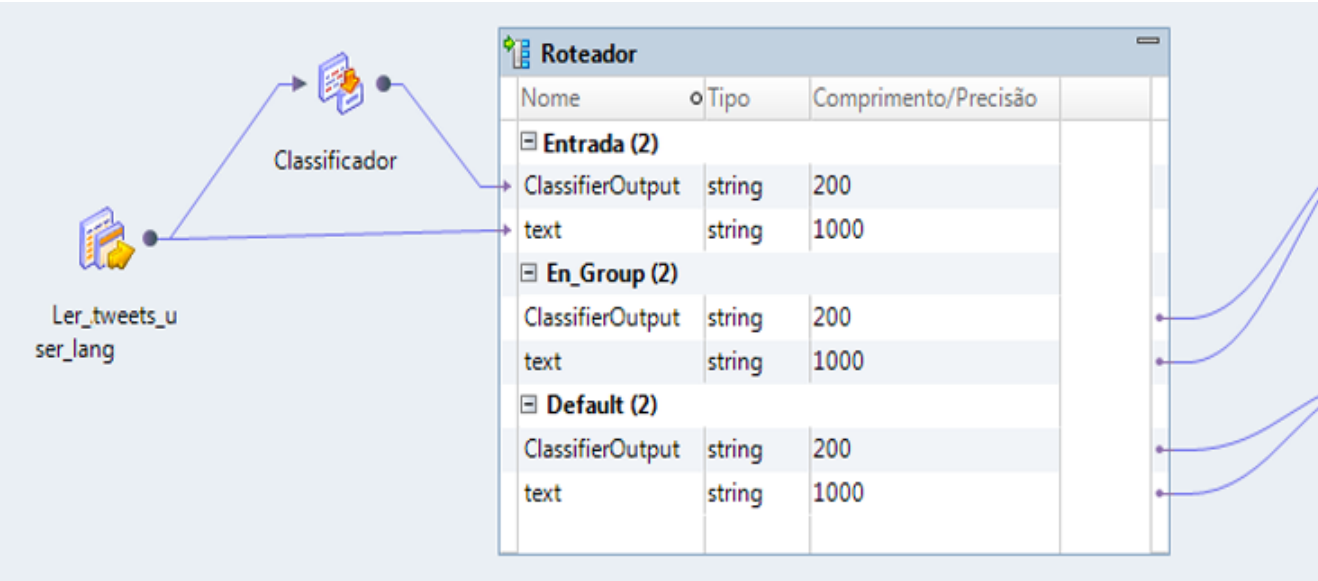 Roteador
Nome Tipo Comprimento/Precisão
Entrada (2)
ClassifierOutput string 200
text string 1000
En_Group (2)
ClassifierOutput string 200
text string 1000
Default (2)
ClassifierOutput string 200
text string 1000
Classificador
Ler_tweets_u
ser_lang